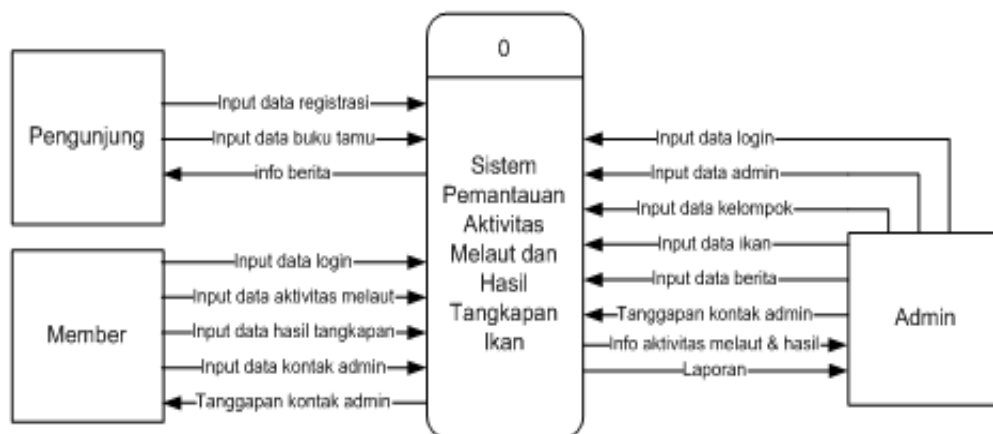 0
Pengunjung
Input data registrasi
Input data buku tamu
info berita
Member
Input data login
Input data aktivitas melaut
Input data hasil tangkapan
Input data kontak admin
Tanggapan kontak admin
Sistem
Pemantauan
Aktivitas
Melaut dan
Hasil
Tangkapan
Ikan
Input data login
Input data admin
Input data kelompok
Input data ikan
Input data berita
Tanggapan kontak admin
Info aktivitas melaut & hasil
Laporan
Admin